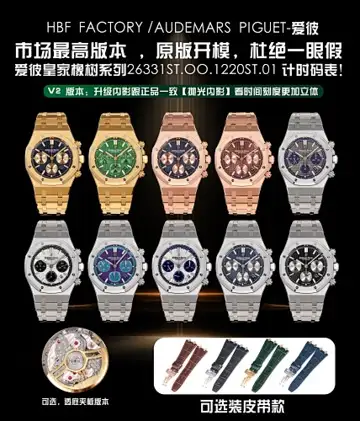 HBF FACTORY/AUDEMARS PIGUET-爱彼
市场最高版本，原版开模，杜绝一眼假
爱彼皇家橡树系列26331ST.OO.1220ST.01 计时码表！
V2 版本：升级内影跟正品一致【抛光内影】看时间刻度更加立体
可选，透底夹板版本
可选装皮带款